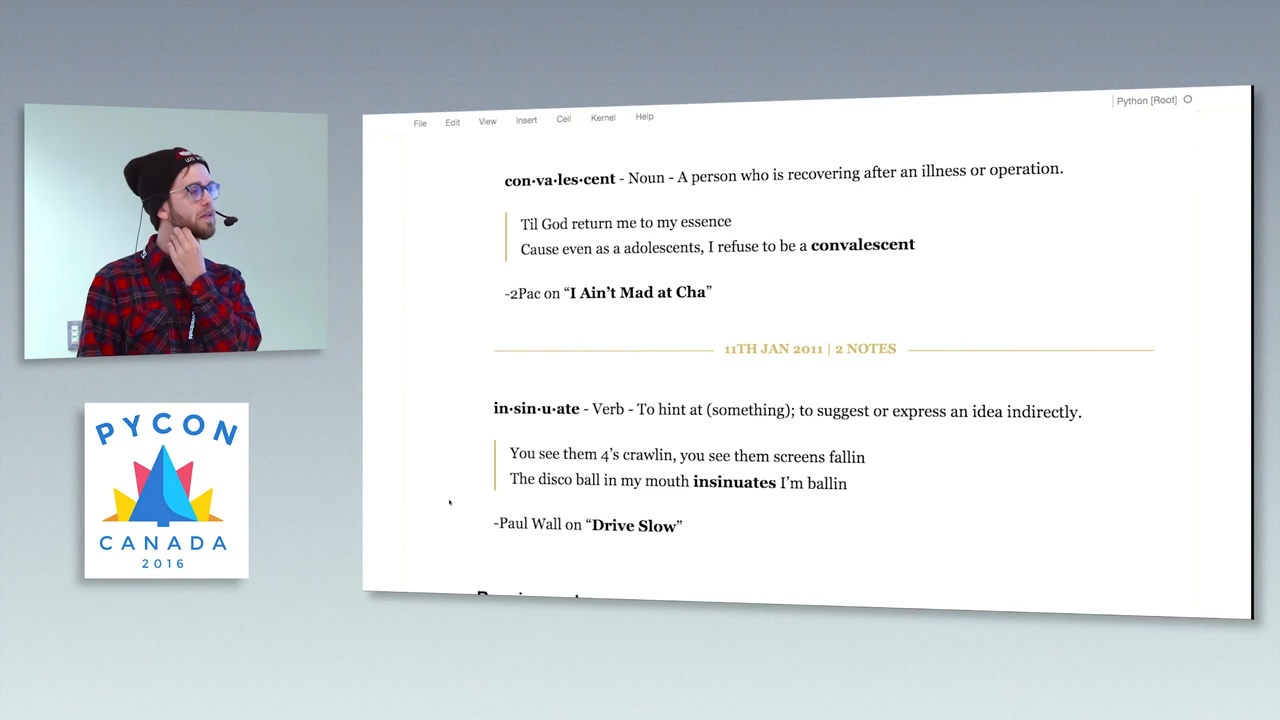 File Edit View Insert Cell Kernel Help Python [Root]
con·va·les·cent - Noun - A person who is recovering after an illness or operation.
Til God return me to my essence
Cause even as a adolescents, I refuse to be a convalescent
-2Pac on “I Ain’t Mad at Cha”
11TH JAN 2011 | 2 NOTES
in·sin·u·ate - Verb - To hint at (something); to suggest or express an idea indirectly.
You see them 4’s crawlin, you see them screens fallin
The disco ball in my mouth insinuates I’m ballin
-Paul Wall on “Drive Slow”
PYCON
CANADA
2016